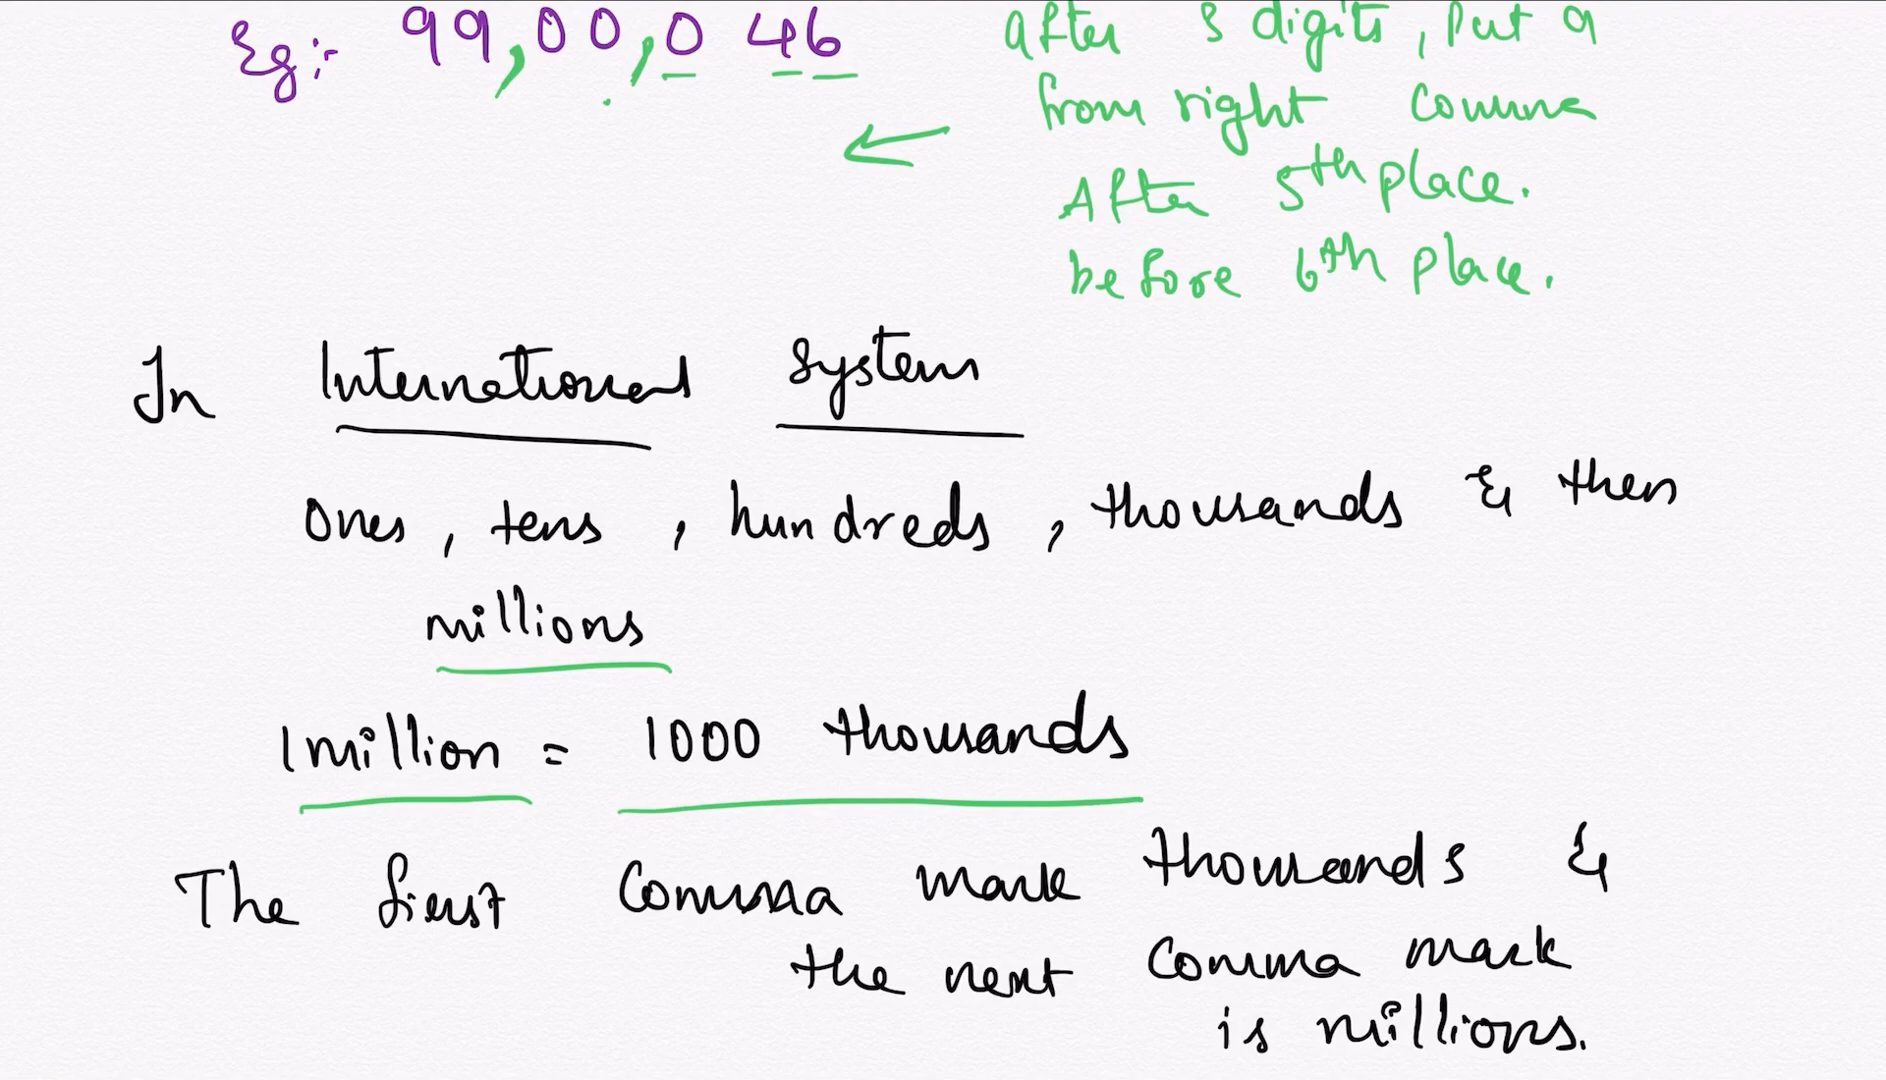 Eg:- 99,00,046
After 3 digits, put a
from right comma
After 5th place.
before 6th place.
In International System
Ones, tens, hundreds, thousands & then
millions
1 million = 1000 thousands
The first Comma mark thousands &
the next Comma mark
is millions.